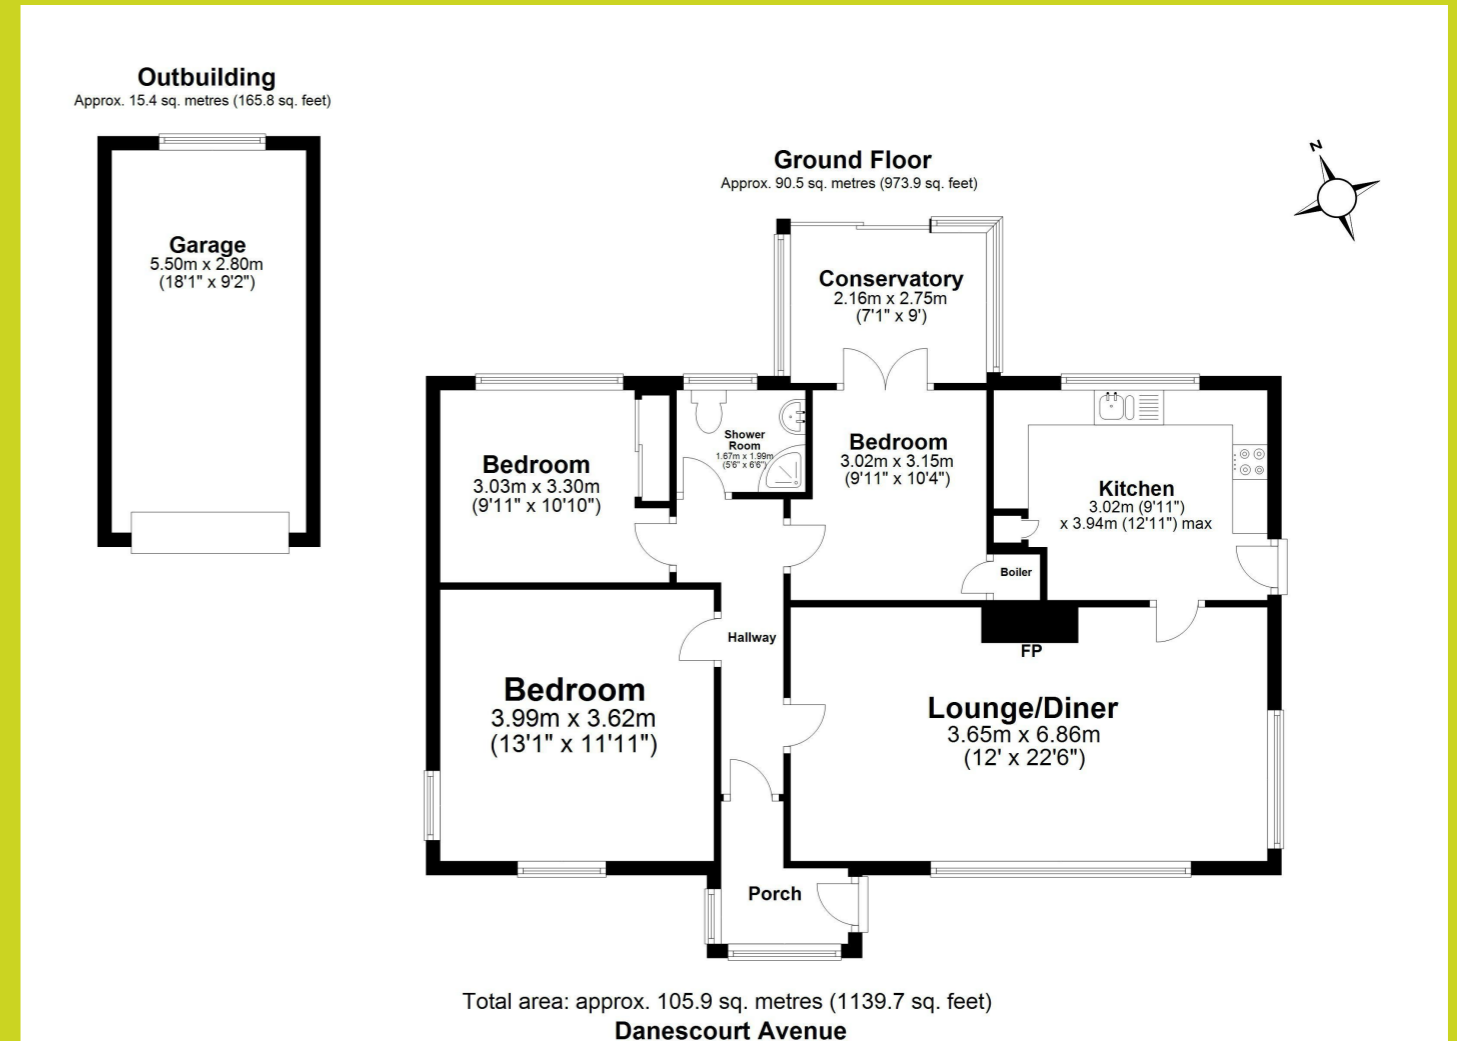 Outbuilding
Approx. 15.4 sq. metres (165.8 sq. feet)
Garage
5.50m x 2.80m
(18'1" x 9'2")
Ground Floor
Approx. 90.5 sq. metres (973.9 sq. feet)
N
Conservatory
2.16m x 2.75m
(7'1" x 9')
Bedroom
3.03m x 3.30m
(9'11" x 10'10")
Shower
Room
1.67m x 1.99m
(5'6" x 6'6")
Bedroom
3.02m x 3.15m
(9'11" x 10'4")
Kitchen
3.02m (9'11")
x 3.94m (12'11") max
Boiler
Hallway
FP
Bedroom
3.99m x 3.62m
(13'1" x 11'11")
Lounge/Diner
3.65m x 6.86m
(12' x 22'6")
Porch
Total area: approx. 105.9 sq. metres (1139.7 sq. feet)
Danescourt Avenue